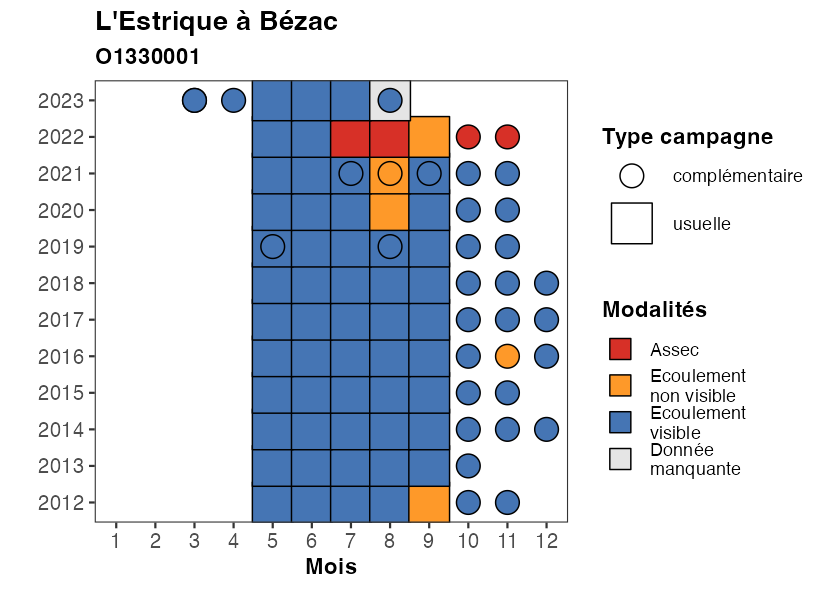 L'Estrique à Bézac
O1330001
2023
2022
2021
2020
2019
2018
2017
2016
2015
2014
2013
2012
1 2 3 4 5 6 7 8 9 10 11 12
Mois
Type campagne
complémentaire
usuelle
Modalités
Assec
Ecoulement
non visible
Ecoulement
visible
Donnée
manquante